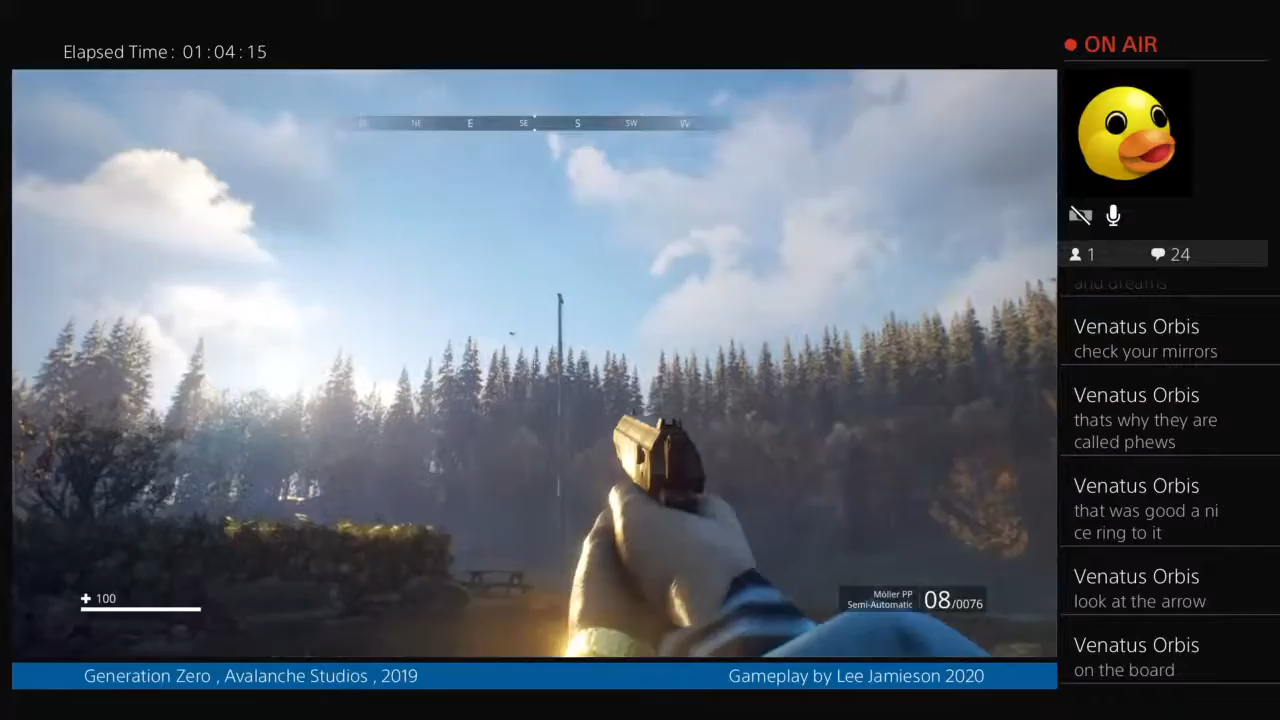 Elapsed Time: 01:04:15
ON AIR
NE E SE S SW W
1 24
and dreams
Venatus Orbis
check your mirrors
Venatus Orbis
thats why they are
called phews
Venatus Orbis
that was good a ni
ce ring to it
Venatus Orbis
look at the arrow
Venatus Orbis
on the board
100
Möller PP
Semi-Automatic
08/0076
Generation Zero , Avalanche Studios , 2019
Gameplay by Lee Jamieson 2020